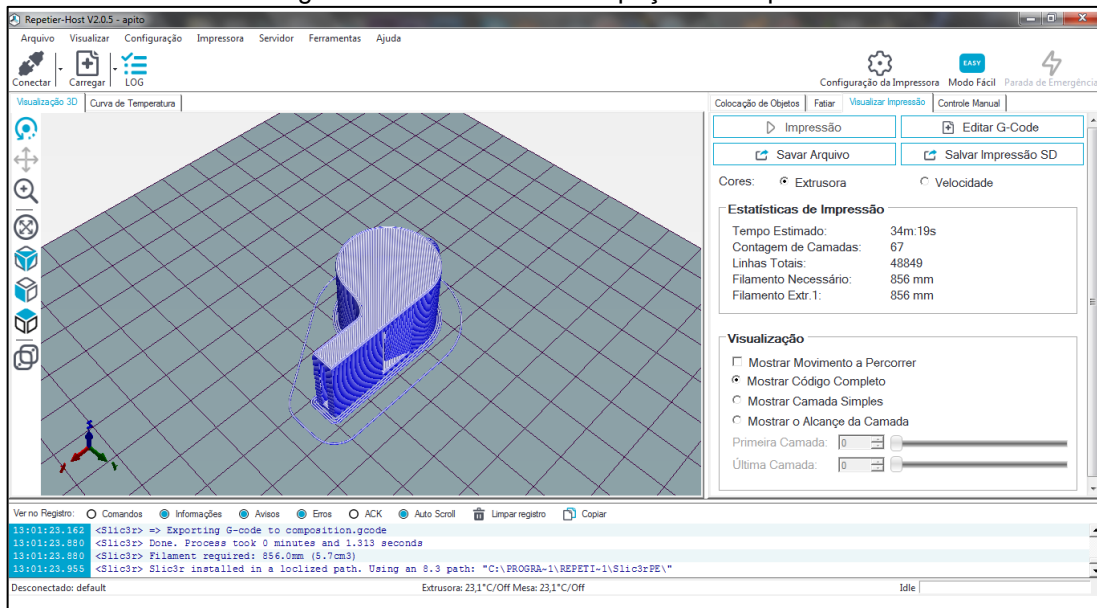 Repetier-Host V2.0.5 - apito
Arquivo Visualizar Configuração Impressora Servidor Ferramentas Ajuda
Conectar Carregar LOG Configuração da Impressora EASY Modo Fácil Parada de Emergência
Visualização 3D Curva de Temperatura
Colocação de Objetos Fatiar Visualizar Impressão Controle Manual
Impressão Editar G-Code
Savar Arquivo Salvar Impressão SD
Cores: Extrusora Velocidade
Estatísticas de Impressão
Tempo Estimado: 34m:19s
Contagem de Camadas: 67
Linhas Totais: 48849
Filamento Necessário: 856 mm
Filamento Extr.1: 856 mm
Visualização
Mostrar Movimento a Percorrer
Mostrar Código Completo
Mostrar Camada Simples
Mostrar o Alcançe da Camada
Primeira Camada: 0
Última Camada: 0
Ver no Registro: Comandos Informações Avisos Erros ACK Auto Scroll Limpar registro Copiar
13:01:23.162 <Slic3r> => Exporting G-code to composition.gcode
13:01:23.880 <Slic3r> Done. Process took 0 minutes and 1.313 seconds
13:01:23.880 <Slic3r> Filament required: 856.0mm (5.7cm3)
13:01:23.955 <Slic3r> Slic3r installed in a loclized path. Using an 8.3 path: "C:\PROGRA~1\REPETI~1\Slic3rPE\"
Desconectado: default Extrusora: 23,1°C/Off Mesa: 23,1°C/Off Idle